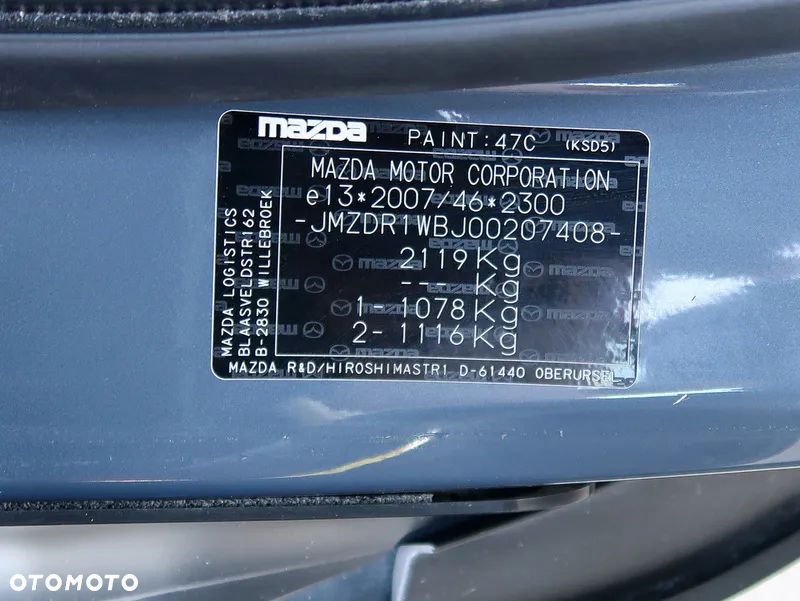 mazda PAINT:47C (KSD5)
MAZDA MOTOR CORPORATION
e13*2007/46*2300
-JMZDR1WBJ00207408-
2119Kg
---Kg
1-1078Kg
2-1116Kg
MAZDA LOGISTICS
BLAASVELDSTR162
B-2830 WILLEBROEK
MAZDA R&D/HIROSHIMASTR1 D-61440 OBERURSEL
OTOMOTO